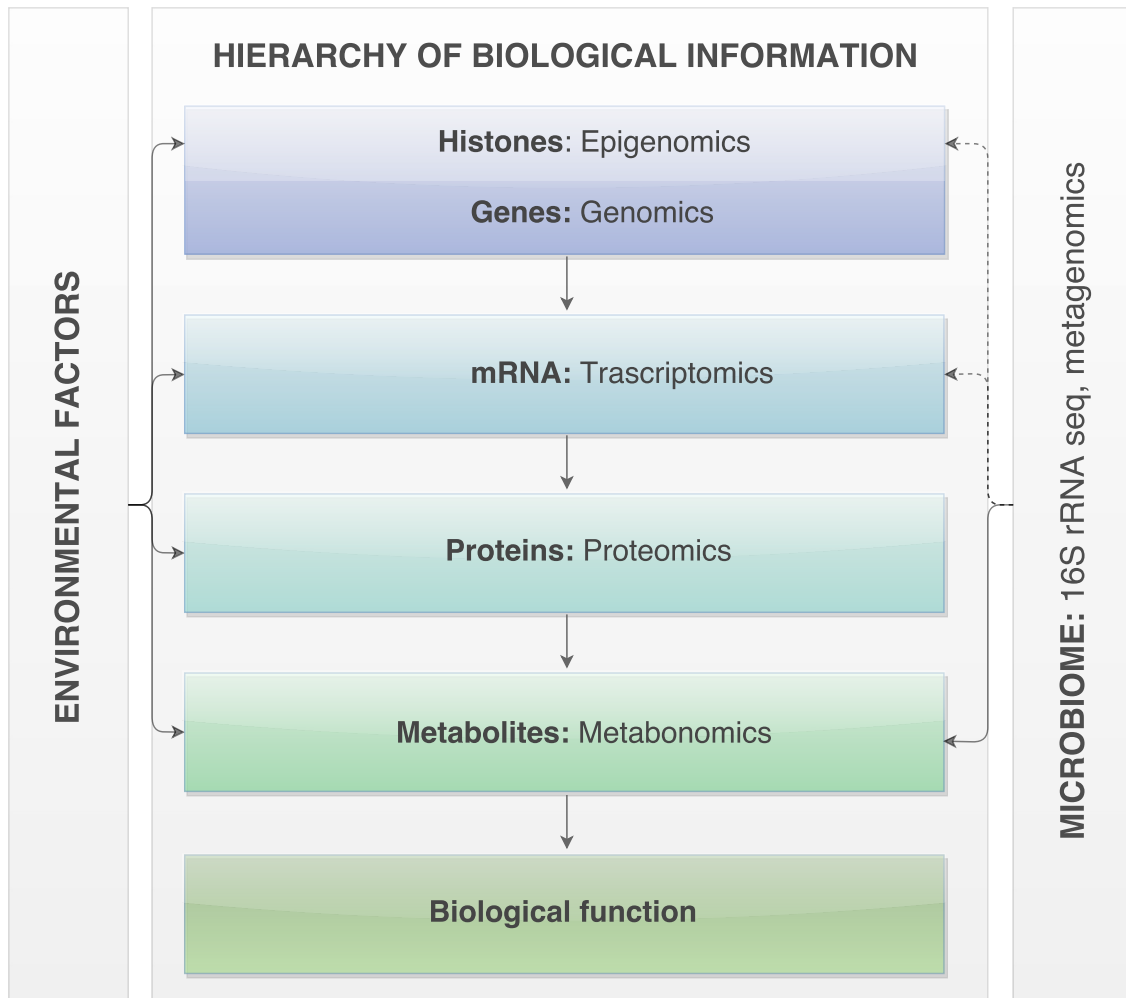 HIERARCHY OF BIOLOGICAL INFORMATION
Histones: Epigenomics
Genes: Genomics
mRNA: Trascriptomics
Proteins: Proteomics
Metabolites: Metabonomics
Biological function
ENVIRONMENTAL FACTORS
MICROBIOME: 16S rRNA seq, metagenomics